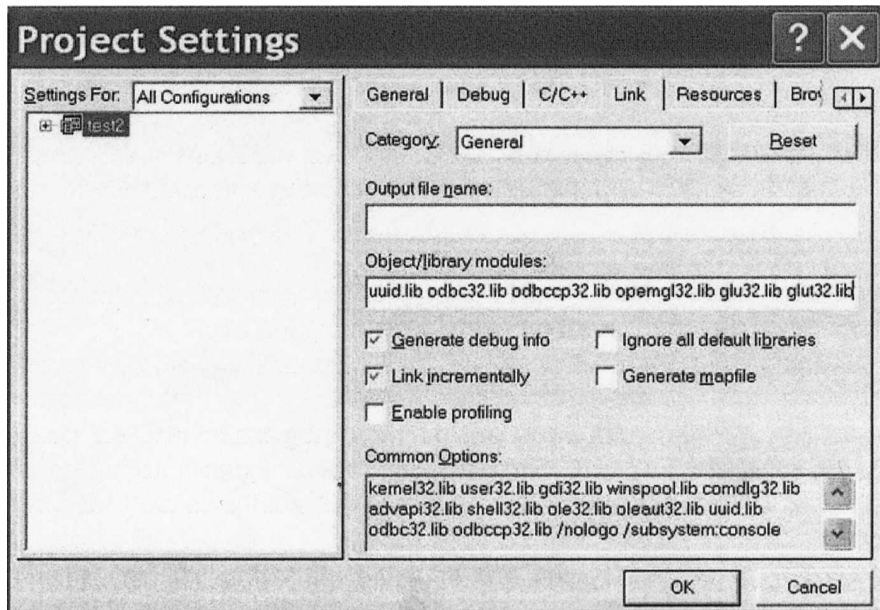 Project Settings
? X
Settings For: All Configurations
test2
General Debug C/C++ Link Resources Brow
Category: General Reset
Output file name:
Object/library modules:
uuid.lib odbc32.lib odbccp32.lib opemgl32.lib glu32.lib glut32.lib
Generate debug info Ignore all default libraries
Link incrementally Generate mapfile
Enable profiling
Common Options:
kernel32.lib user32.lib gdi32.lib winspool.lib comdlg32.lib
advapi32.lib shell32.lib ole32.lib oleaut32.lib uuid.lib
odbc32.lib odbccp32.lib /nologo /subsystem:console
OK Cancel